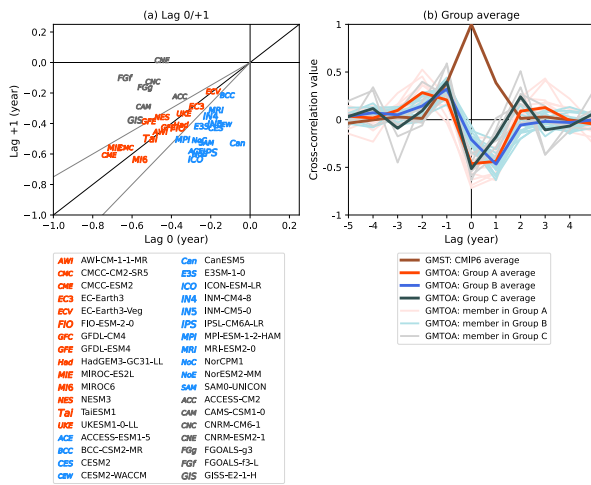 (a) Lag 0/+1
(b) Group average
Lag +1 (year)
0.2
0.0
−0.2
−0.4
−0.6
−0.8
−1.0
−1.0
−0.8
−0.6
−0.4
−0.2
0.0
0.2
Lag 0 (year)
CNE
FGf
CNC
FGg
ACC
CAM
GIS
ECV
BCC
EC3
MRI
UKE
IN4
NES
GFE
Had
FIO
E3S
CES
AWI
Tai
MPI
NoC
SAM
Can
MIE
CMC
CME
MI6
IPS
ICO
Cross-correlation value
1
0.5
0
-0.5
-1
-5
-4
-3
-2
-1
0
1
2
3
4
Lag (year)
AWI AWI-CM-1-1-MR
CMC CMCC-CM2-SR5
CME CMCC-ESM2
EC3 EC-Earth3
ECV EC-Earth3-Veg
FIO FIO-ESM-2-0
GFC GFDL-CM4
GFE GFDL-ESM4
Had HadGEM3-GC31-LL
MIE MIROC-ES2L
MI6 MIROC6
NES NESM3
Tai TaiESM1
UKE UKESM1-0-LL
ACE ACCESS-ESM1-5
BCC BCC-CSM2-MR
CES CESM2
CEW CESM2-WACCM
Can CanESM5
E3S E3SM-1-0
ICO ICON-ESM-LR
IN4 INM-CM4-8
IN5 INM-CM5-0
IPS IPSL-CM6A-LR
MPI MPI-ESM-1-2-HAM
MRI MRI-ESM2-0
NoC NorCPM1
NoE NorESM2-MM
SAM SAM0-UNICON
ACC ACCESS-CM2
CAM CAMS-CSM1-0
CNC CNRM-CM6-1
CNE CNRM-ESM2-1
FGg FGOALS-g3
FGf FGOALS-f3-L
GIS GISS-E2-1-H
GMST: CMIP6 average
GMTOA: Group A average
GMTOA: Group B average
GMTOA: Group C average
GMTOA: member in Group A
GMTOA: member in Group B
GMTOA: member in Group C